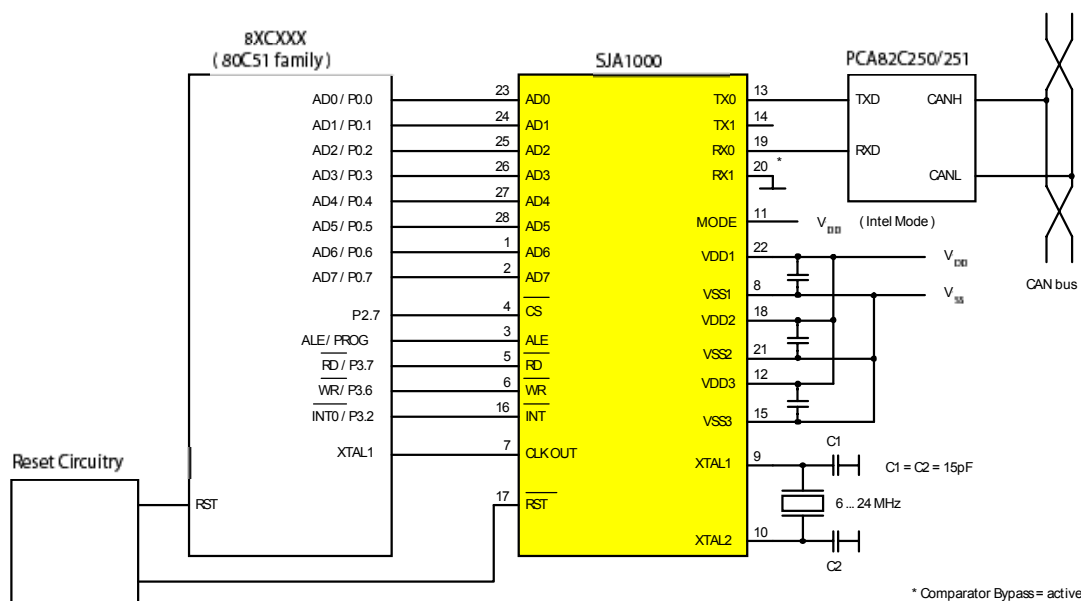 8XCXXX
( 80C51 family)
SJA1000
PCA82C250/251
AD0 / P0.0
AD1 / P0.1
AD2 / P0.2
AD3 / P0.3
AD4 / P0.4
AD5 / P0.5
AD6 / P0.6
AD7 / P0.7
P2.7
ALE / PROG
RD / P3.7
WR / P3.6
INT0 / P3.2
XTAL1
RST
Reset Circuitry
23
24
25
26
27
28
1
2
4
3
5
6
16
7
17
AD0
AD1
AD2
AD3
AD4
AD5
AD6
AD7
CS
ALE
RD
WR
INT
CLK OUT
RST
TX0
TX1
RX0
RX1
MODE
VDD1
VSS1
VDD2
VSS2
VDD3
VSS3
XTAL1
XTAL2
13
14
19
20
*
11
22
8
18
21
12
15
9
10
TXD
RXD
CANH
CANL
V ( Intel Mode )
V
V
CAN bus
C1
C1 = C2 = 15pF
6 ... 24 MHz
C2
* Comparator Bypass = active